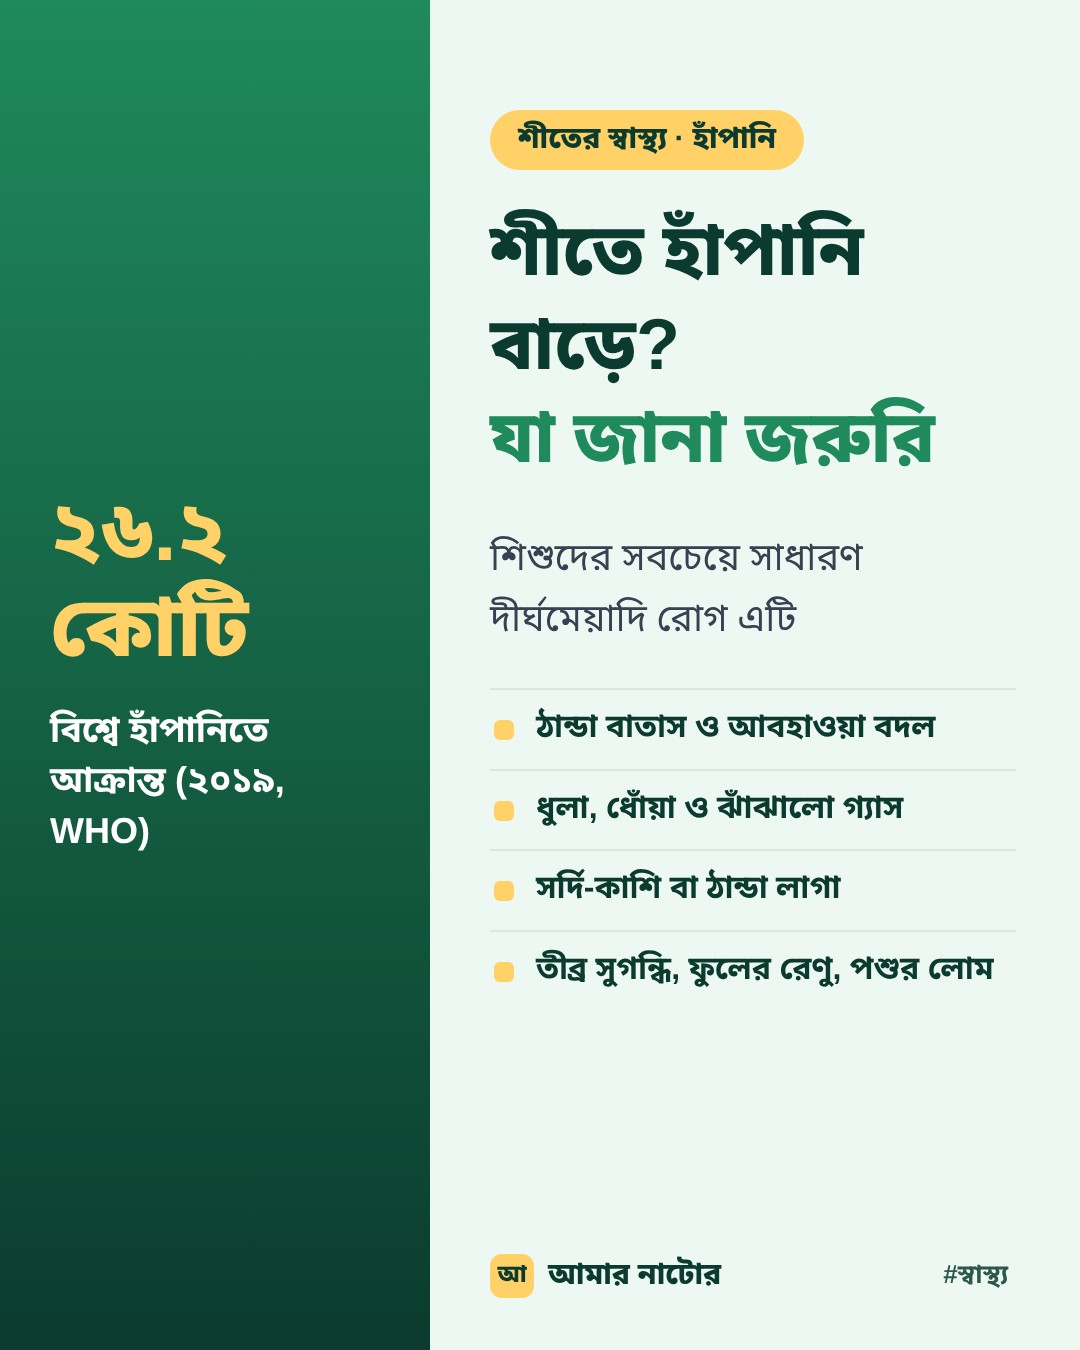 ২৬.২
কোটি
বিশ্বে হাঁপানিতে
আক্রান্ত (২০১৯,
WHO)
শীতের স্বাস্থ্য · হাঁপানি
শীতে হাঁপানি
বাড়ে?
যা জানা জরুরি
শিশুদের সবচেয়ে সাধারণ
দীর্ঘমেয়াদি রোগ এটি
ঠান্ডা বাতাস ও আবহাওয়া বদল
ধুলা, ধোঁয়া ও ঝাঁঝালো গ্যাস
সর্দি-কাশি বা ঠান্ডা লাগা
তীব্র সুগন্ধি, ফুলের রেণু, পশুর লোম
আ আমার নাটোর
#স্বাস্থ্য